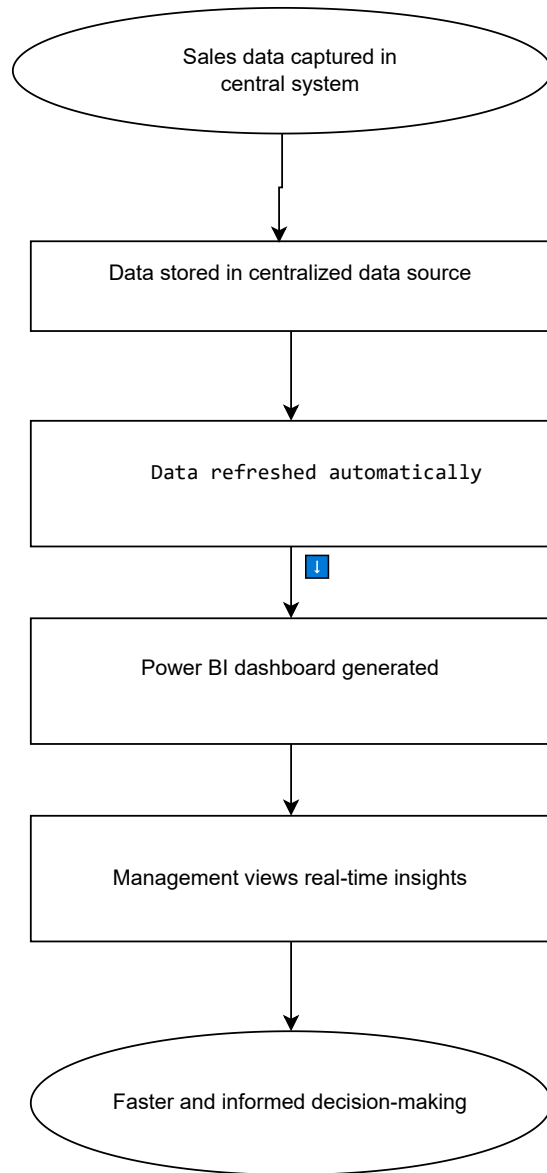 Sales data captured in
central system
Data stored in centralized data source
Data refreshed automatically
↓
Power BI dashboard generated
Management views real-time insights
Faster and informed decision-making